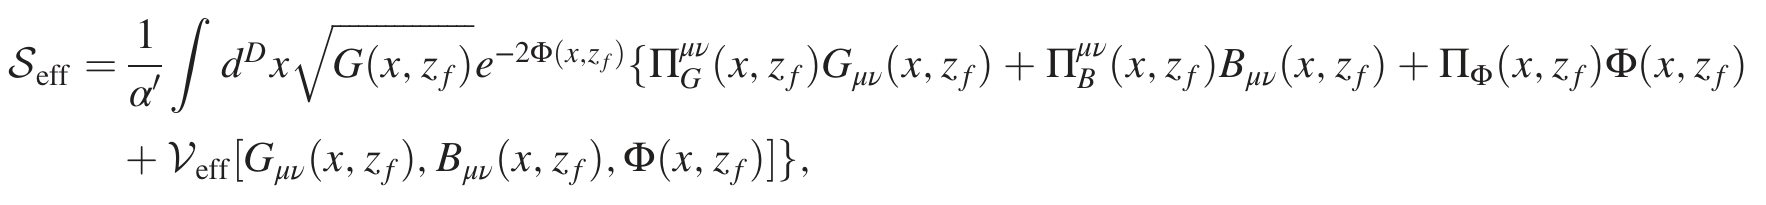 𝒮_eff = \frac{1}{α′} ∫ d^D x √{G(x, z_f)} e^{−2Φ(x,z_f)} {Π_G^{μν}(x, z_f)G_{μν}(x, z_f) + Π_B^{μν}(x, z_f)B_{μν}(x, z_f) + Π_Φ(x, z_f)Φ(x, z_f)
+ 𝒱_eff[G_{μν}(x, z_f), B_{μν}(x, z_f), Φ(x, z_f)]},